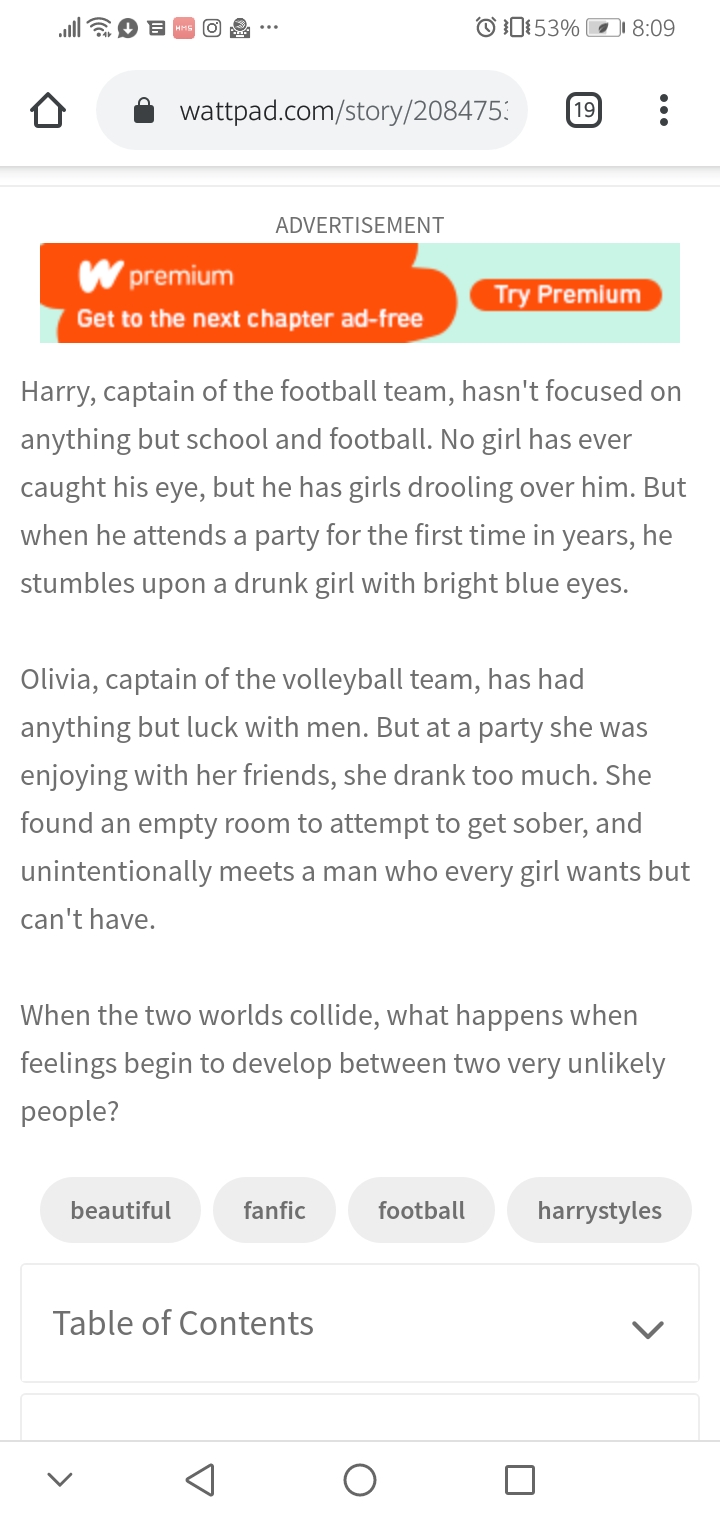 53% 8:09
wattpad.com/story/208475
19
ADVERTISEMENT
premium
Get to the next chapter ad-free
Try Premium
Harry, captain of the football team, hasn't focused on
anything but school and football. No girl has ever
caught his eye, but he has girls drooling over him. But
when he attends a party for the first time in years, he
stumbles upon a drunk girl with bright blue eyes.
Olivia, captain of the volleyball team, has had
anything but luck with men. But at a party she was
enjoying with her friends, she drank too much. She
found an empty room to attempt to get sober, and
unintentionally meets a man who every girl wants but
can't have.
When the two worlds collide, what happens when
feelings begin to develop between two very unlikely
people?
beautiful fanfic football harrystyles
Table of Contents